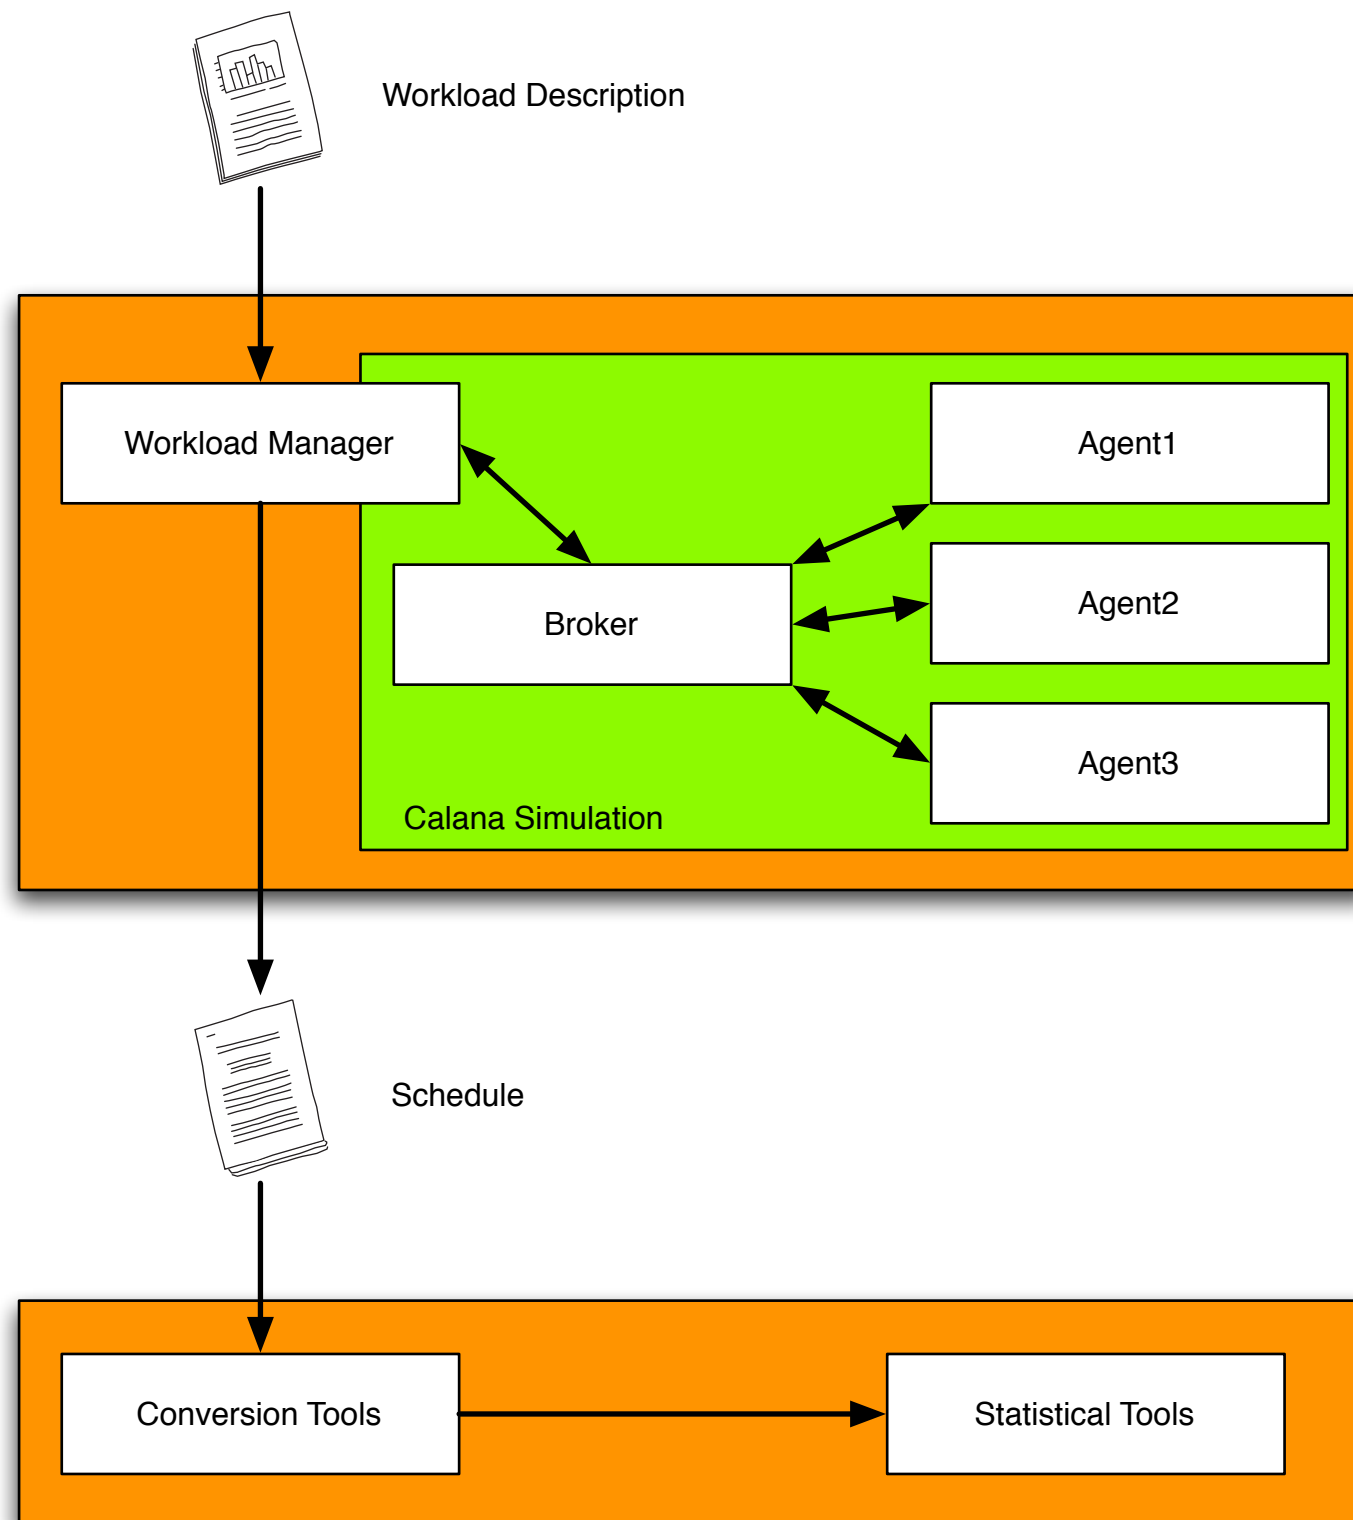 Workload Description
Workload Manager
Agent1
Agent2
Broker
Agent3
Calana Simulation
Schedule
Conversion Tools
Statistical Tools